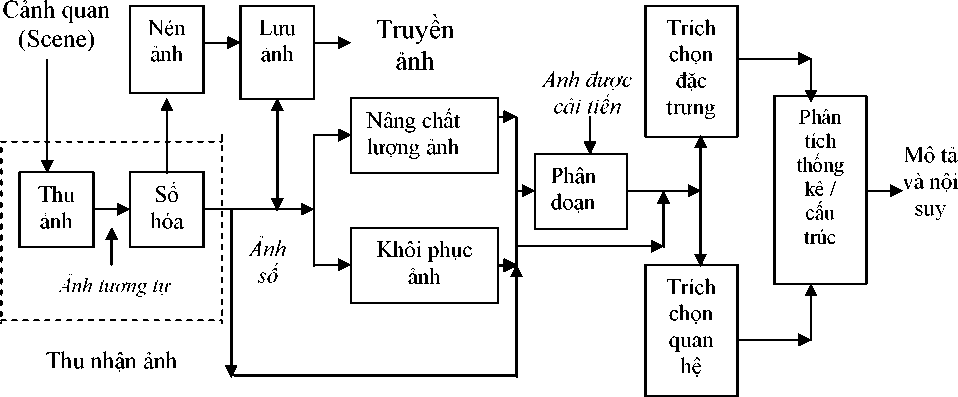 Cảnh quan
(Scene)
Nén
ảnh
Lưu
ảnh
Truyền
ảnh
Trích
chọn
đặc
trưng
Ảnh được
cải tiến
Nâng chất
lượng ảnh
Phân
đoạn
Phân
tích
thống
kê /
cấu
trúc
Mô tả
và nội
suy
Thu
ảnh
Số
hóa
Ảnh
số
Khôi phục
ảnh
Ảnh tương tự
Trích
chọn
quan
hệ
Thu nhận ảnh